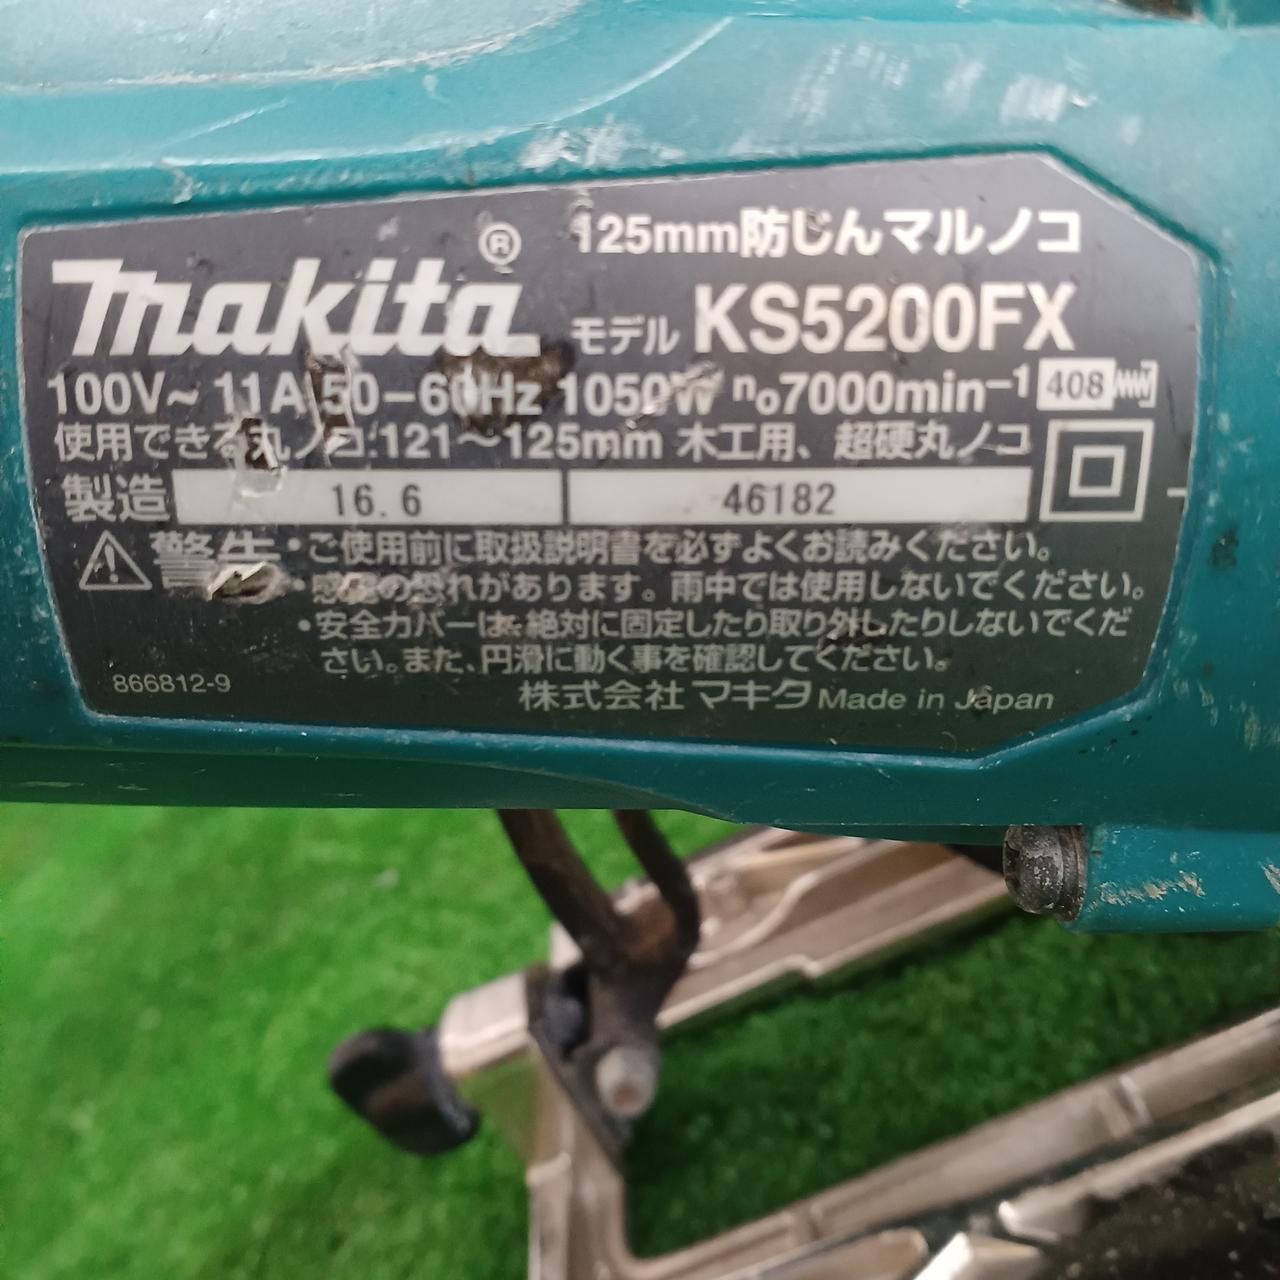 125mm防じんマルノコ
makita®
モデル KS5200FX
100V~ 11A 50-60Hz 1050W n₀7000min⁻¹ 408
使用できる丸ノコ:121~125mm 木工用、超硬丸ノコ
製造 16.6 46182
警告 ・ご使用前に取扱説明書を必ずよくお読みください。
・感電の恐れがあります。雨中では使用しないでください。
・安全カバーは、絶対に固定したり取り外したりしないでくだ
さい。また、円滑に動く事を確認してください。
866812-9
株式会社マキタ Made in Japan